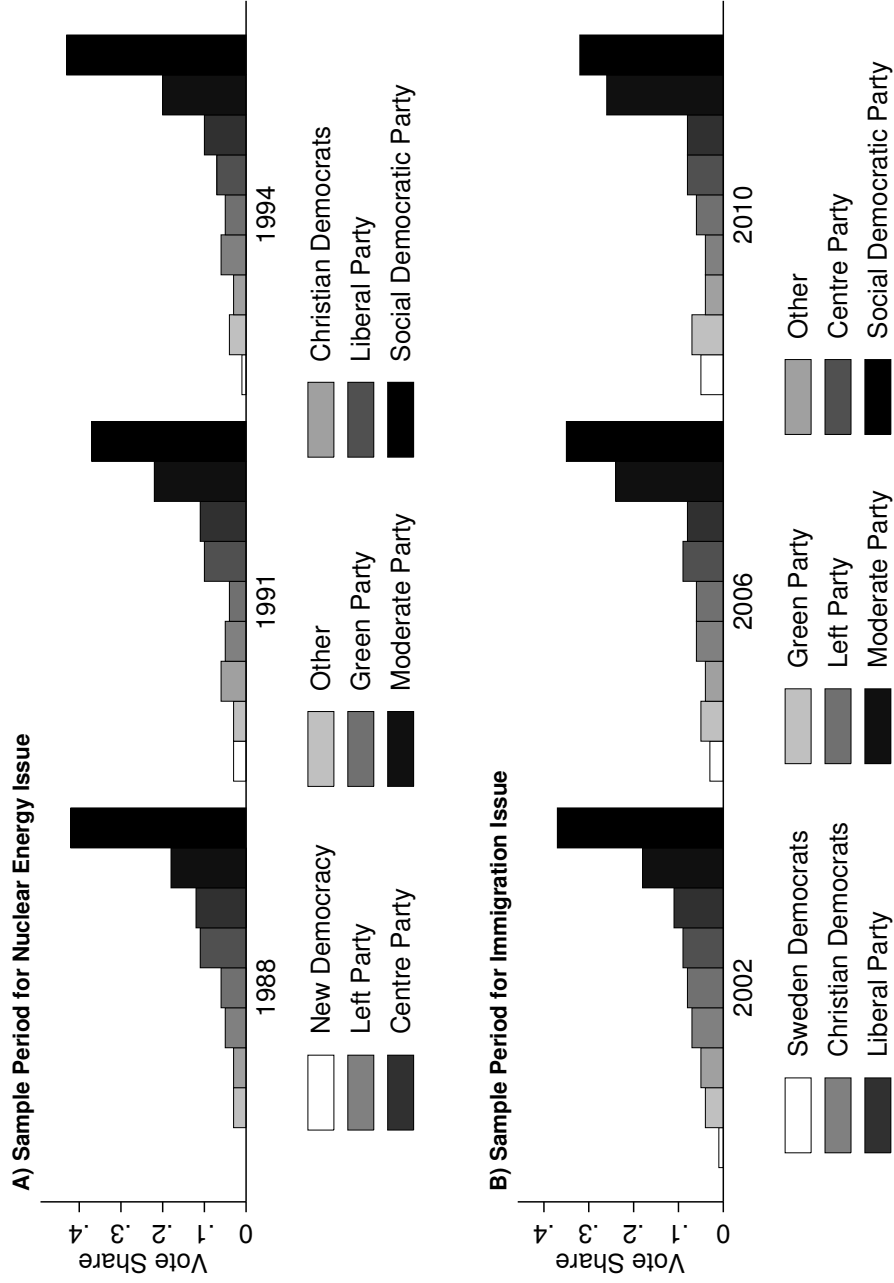 A) Sample Period for Nuclear Energy Issue
Vote Share
0 .1 .2 .3 .4
1988 1991 1994
New Democracy Other Christian Democrats
Left Party Green Party Liberal Party
Centre Party Moderate Party Social Democratic Party
B) Sample Period for Immigration Issue
Vote Share
0 .1 .2 .3 .4
2002 2006 2010
Sweden Democrats Green Party Other
Christian Democrats Left Party Centre Party
Liberal Party Moderate Party Social Democratic Party